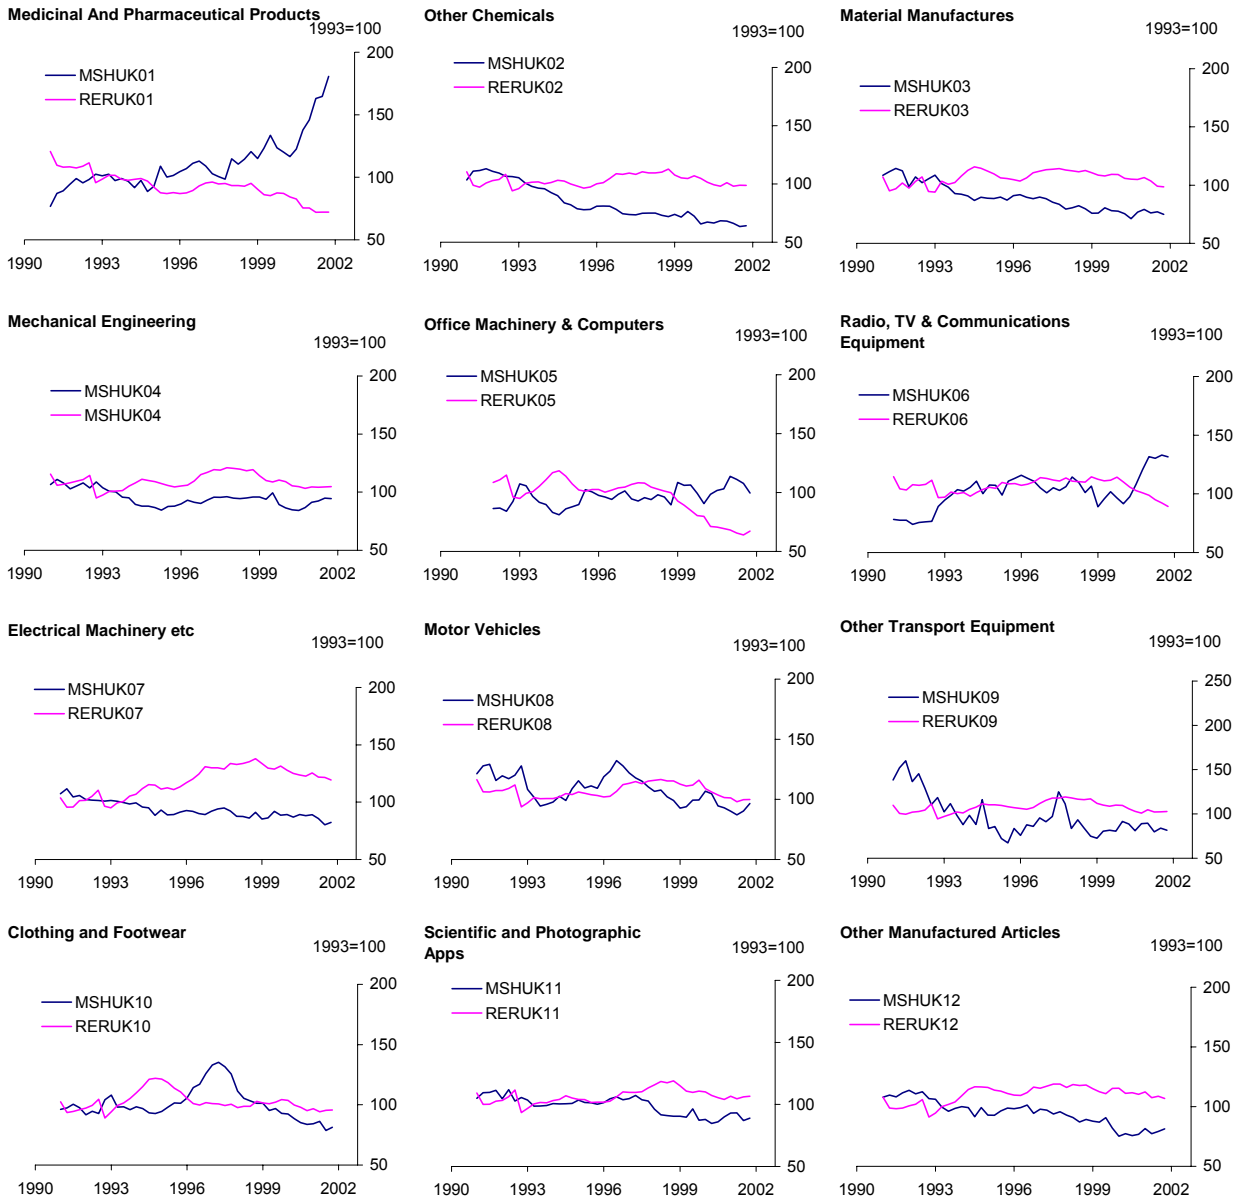 Medicinal And Pharmaceutical Products
1993=100
MSHUK01
RERUK01
200
150
100
50
1990 1993 1996 1999 2002
Other Chemicals
1993=100
MSHUK02
RERUK02
200
150
100
50
1990 1993 1996 1999 2002
Material Manufactures
1993=100
MSHUK03
RERUK03
200
150
100
50
1990 1993 1996 1999 2002
Mechanical Engineering
1993=100
MSHUK04
MSHUK04
200
150
100
50
1990 1993 1996 1999 2002
Office Machinery & Computers
1993=100
MSHUK05
RERUK05
200
150
100
50
1990 1993 1996 1999 2002
Radio, TV & Communications
Equipment
1993=100
MSHUK06
RERUK06
200
150
100
50
1990 1993 1996 1999 2002
Electrical Machinery etc
1993=100
MSHUK07
RERUK07
200
150
100
50
1990 1993 1996 1999 2002
Motor Vehicles
1993=100
MSHUK08
RERUK08
200
150
100
50
1990 1993 1996 1999 2002
Other Transport Equipment
1993=100
MSHUK09
RERUK09
250
200
150
100
50
1990 1993 1996 1999 2002
Clothing and Footwear
1993=100
MSHUK10
RERUK10
200
150
100
50
1990 1993 1996 1999 2002
Scientific and Photographic
Apps
1993=100
MSHUK11
RERUK11
200
150
100
50
1990 1993 1996 1999 2002
Other Manufactured Articles
1993=100
MSHUK12
RERUK12
200
150
100
50
1990 1993 1996 1999 2002